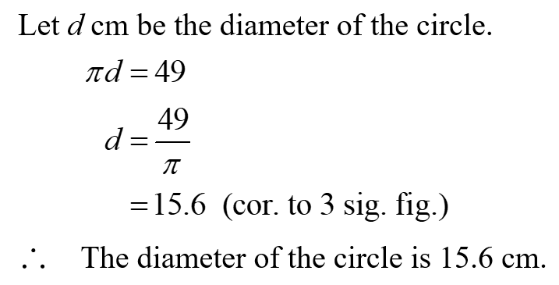 Let d cm be the diameter of the circle.
πd = 49
d = 49/π
= 15.6 (cor. to 3 sig. fig.)
∴ The diameter of the circle is 15.6 cm.